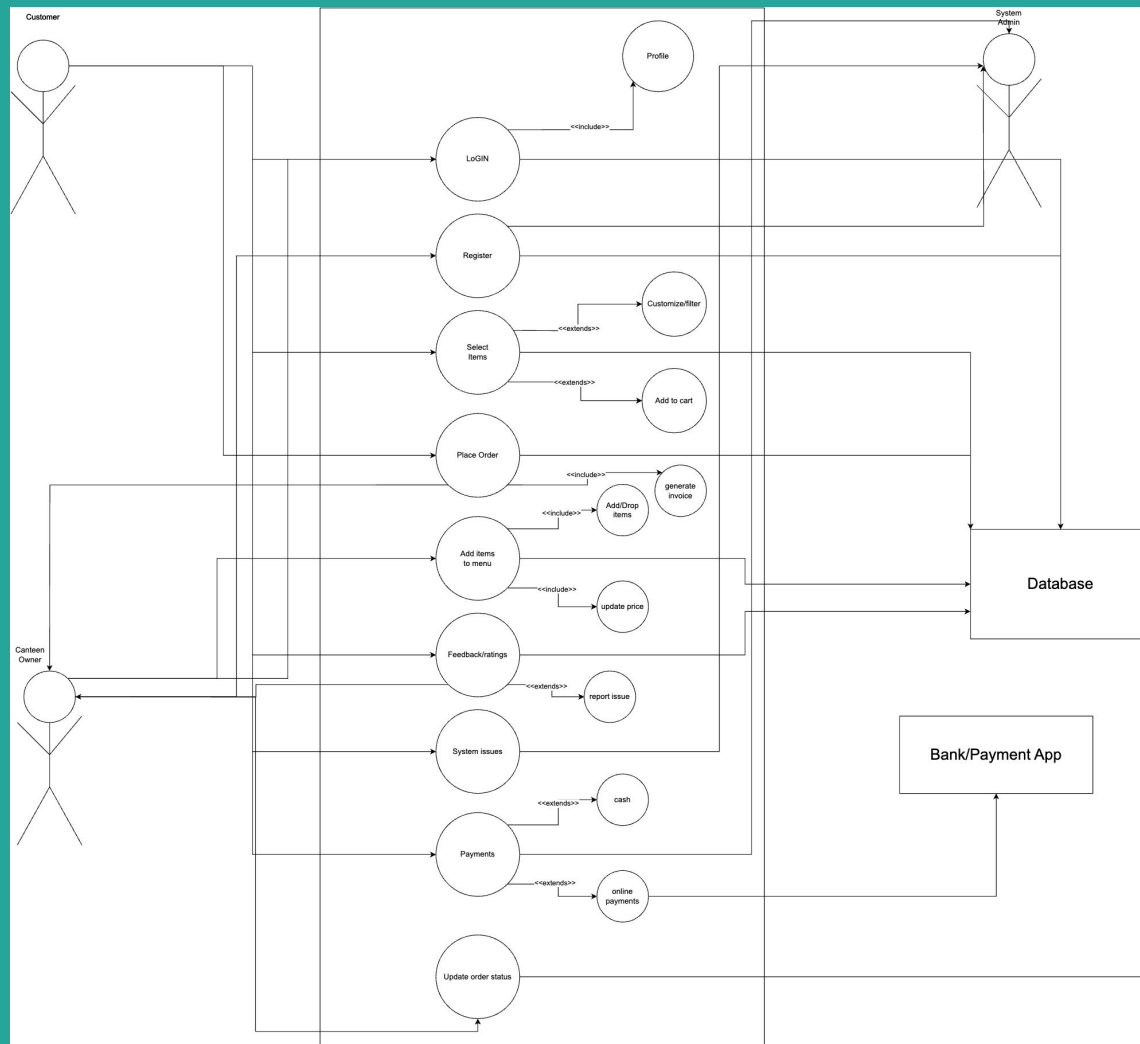 Customer
System
Admin
Profile
<<include>>
LoGIN
Register
Customize/filter
<<extends>>
Select
Items
<<extends>>
Add to cart
Place Order
<<include>>
generate
invoice
Add/Drop
items
<<include>>
Add items
to menu
Database
<<include>>
update price
Canteen
Owner
Feedback/ratings
<<extends>>
report issue
System issues
Bank/Payment App
cash
<<extends>>
Payments
<<extends>>
online
payments
Update order status